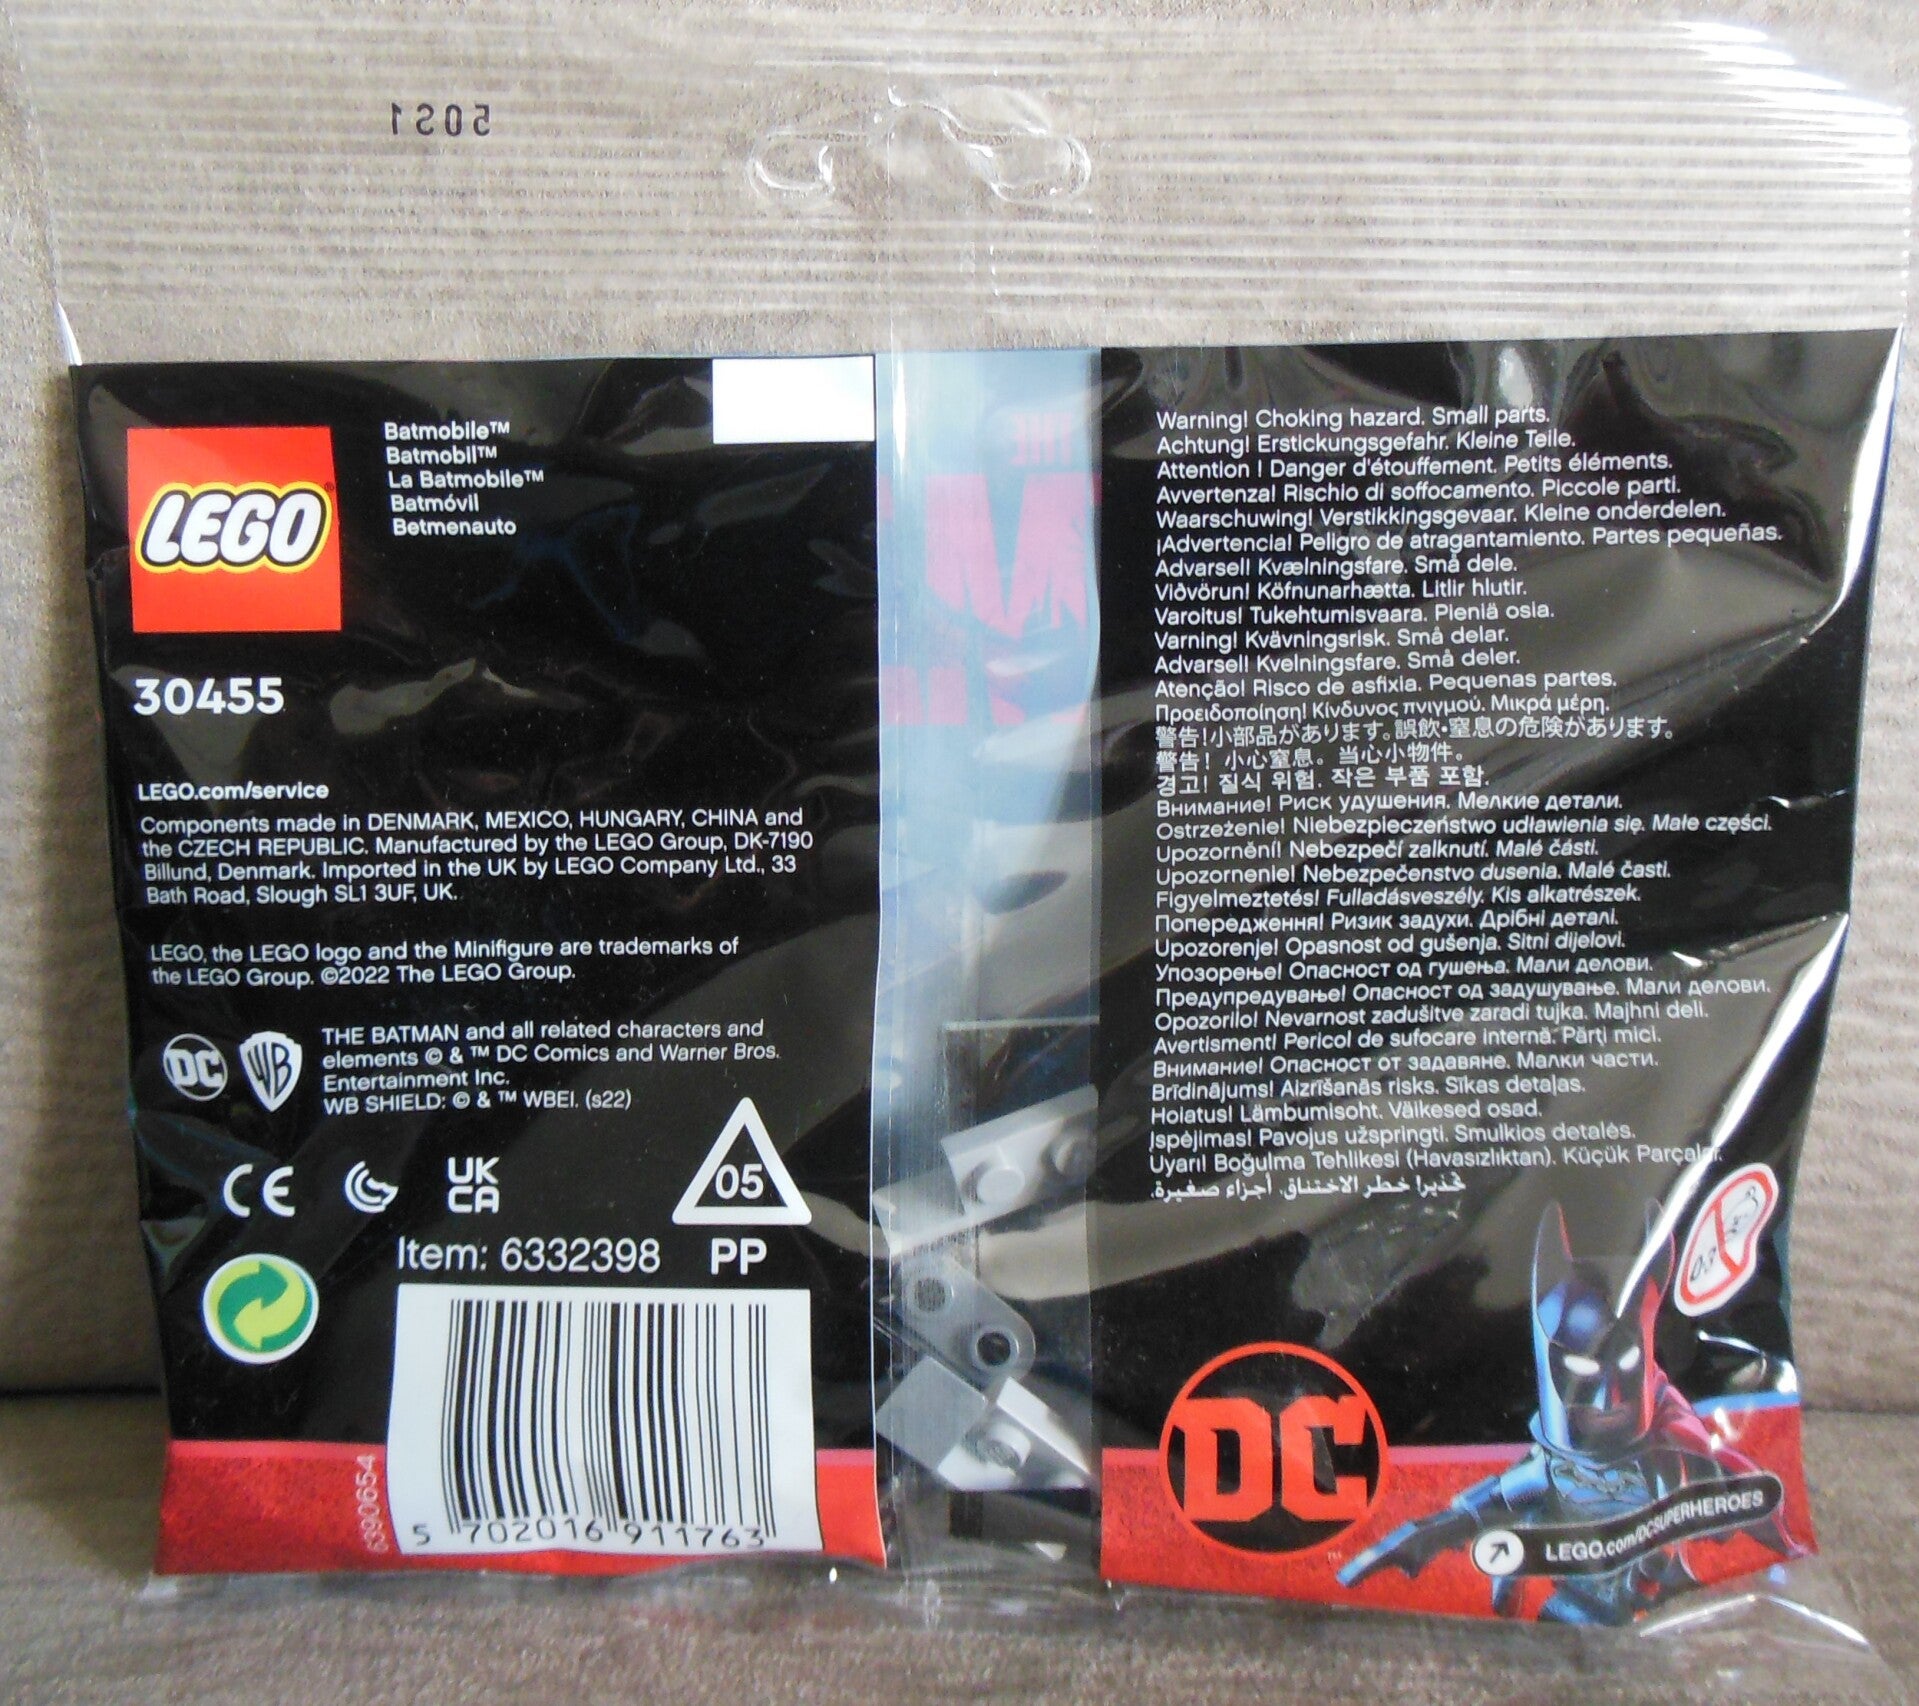 50S1
LEGO®
Batmobile™
Batmobil™
La Batmobile™
Batmóvil
Betmenauto
30455
LEGO.com/service
Components made in DENMARK, MEXICO, HUNGARY, CHINA and
the CZECH REPUBLIC. Manufactured by the LEGO Group, DK-7190
Billund, Denmark. Imported in the UK by LEGO Company Ltd., 33
Bath Road, Slough SL1 3UF, UK.
LEGO, the LEGO logo and the Minifigure are trademarks of
the LEGO Group. ©2022 The LEGO Group.
DC
WB
THE BATMAN and all related characters and
elements © & ™ DC Comics and Warner Bros.
Entertainment Inc.
WB SHIELD: © & ™ WBEI. (s22)
CE
UK
CA
05
PP
Item: 6332398
5 702016 911763
6390654
THE
Warning! Choking hazard. Small parts.
Achtung! Erstickungsgefahr. Kleine Teile.
Attention ! Danger d'étouffement. Petits éléments.
Avvertenza! Rischio di soffocamento. Piccole parti.
Waarschuwing! Verstikkingsgevaar. Kleine onderdelen.
¡Advertencia! Peligro de atragantamiento. Partes pequeñas.
Advarsel! Kvælningsfare. Små dele.
Viðvörun! Köfnunarhætta. Litlir hlutir.
Varoitus! Tukehtumisvaara. Pieniä osia.
Varning! Kvävningsrisk. Små delar.
Advarsel! Kvelningsfare. Små deler.
Atenção! Risco de asfixia. Pequenas partes.
Προειδοποίηση! Κίνδυνος πνιγμού. Μικρά μέρη.
警告!小部品があります。誤飲・窒息の危険があります。
警告! 小心窒息。当心小物件。
경고! 질식 위험. 작은 부품 포함.
Внимание! Риск удушения. Мелкие детали.
Ostrzeżenie! Niebezpieczeństwo udławienia się. Małe części.
Upozornění! Nebezpečí zalknutí. Malé části.
Upozornenie! Nebezpečenstvo dusenia. Malé časti.
Figyelmeztetés! Fulladásveszély. Kis alkatrészek.
Попередження! Ризик задухи. Дрібні деталі.
Upozorenje! Opasnost od gušenja. Sitni dijelovi.
Упозорење! Опасност од гушења. Мали делови.
Предупредување! Опасност од задушување. Мали делови.
Opozorilo! Nevarnost zadušitve zaradi tujka. Majhni deli.
Avertisment! Pericol de sufocare internă. Părți mici.
Внимание! Опасност от задавяне. Малки части.
Brīdinājums! Aizrīšanās risks. Sīkas detaļas.
Hoiatus! Lämbumisoht. Väikesed osad.
Įspėjimas! Pavojus užspringti. Smulkios detalės.
Uyarı! Boğulma Tehlikesi (Havasızlıktan). Küçük Parçalar.
تحذير! خطر الاختناق. أجزاء صغيرة.
0-3
DC™
LEGO.com/DCSUPERHEROES